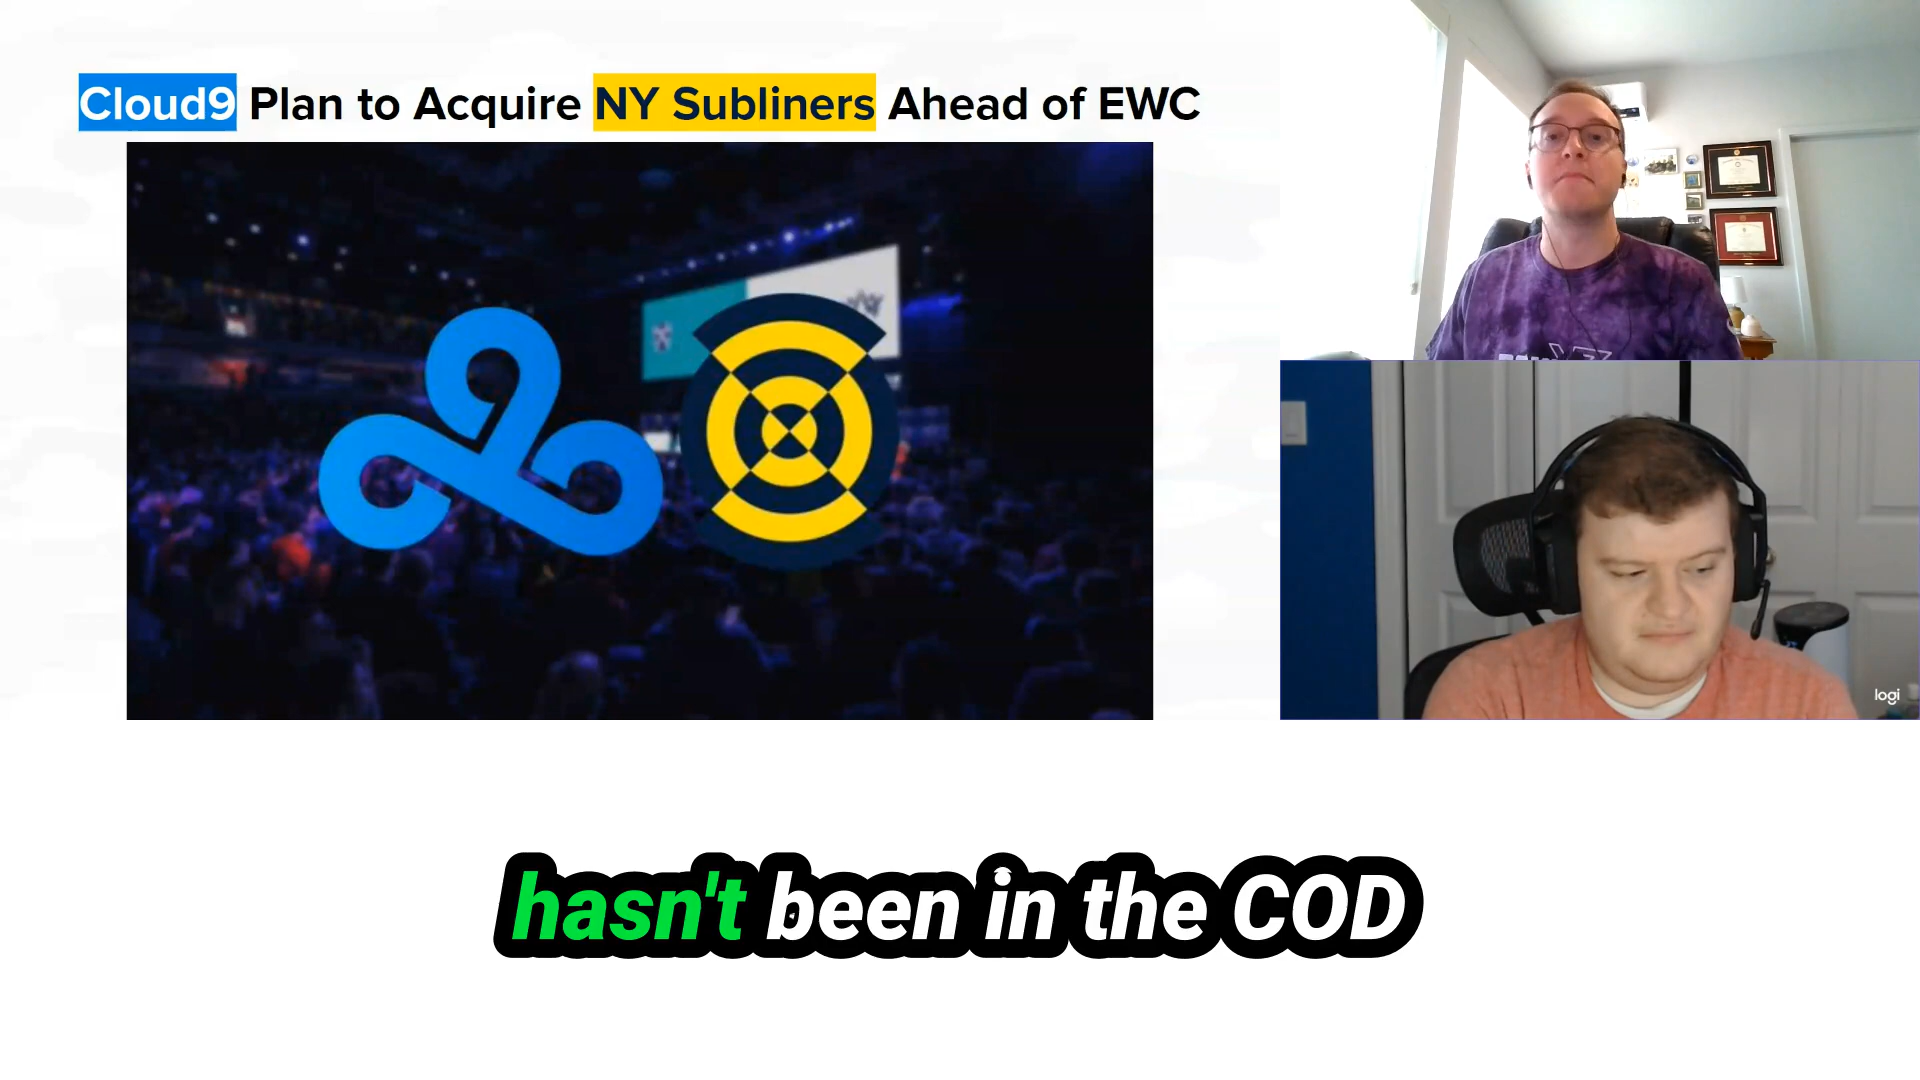 Cloud9 Plan to Acquire NY Subliners Ahead of EWC
logi
hasn't been in the COD